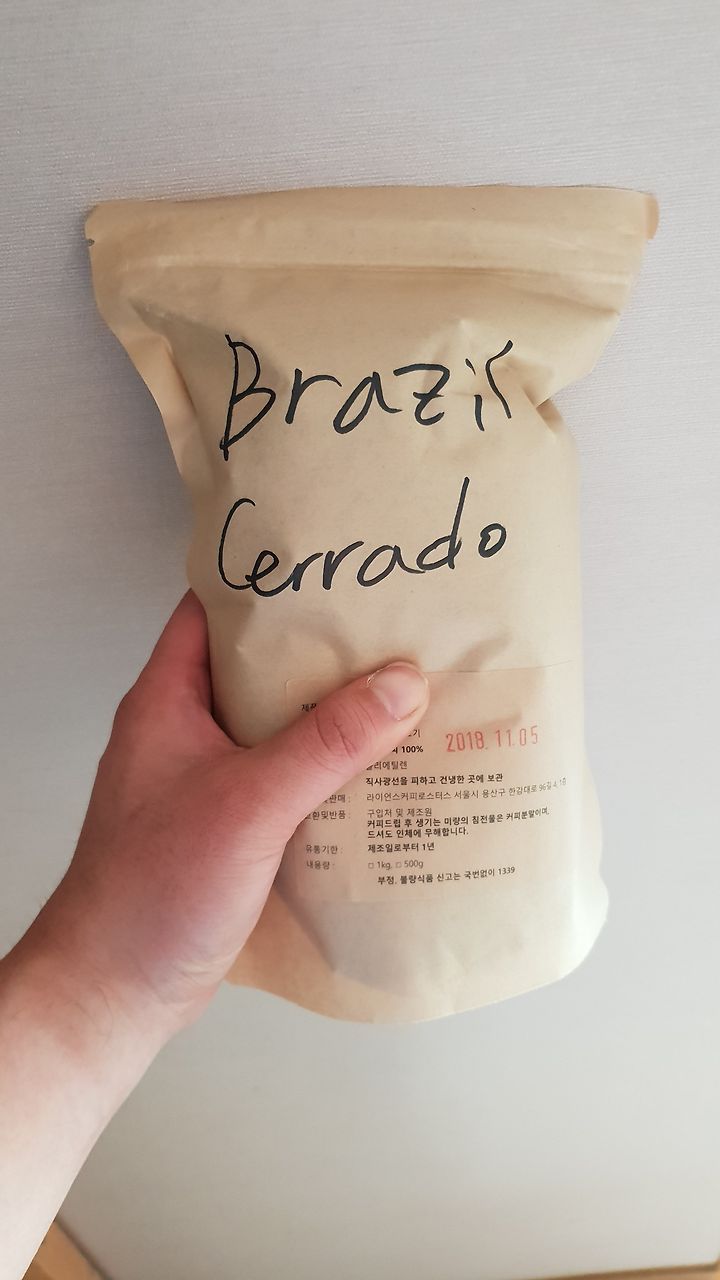 Brazil
Cerrado
100%
2018. 11. 05
직사광선을 피하고 건냉한 곳에 보관
판매 : 라이언스커피로스터스 서울시 용산구 한강대로 96길 4, 1층
환및반품 : 구입처 및 제조원
커피드립 후 생기는 미량의 침전물은 커피분말이며,
드셔도 인체에 무해합니다.
유통기한 : 제조일로부터 1년
내용량 : □ 1kg, □ 500g
부정, 불량식품 신고는 국번없이 1339